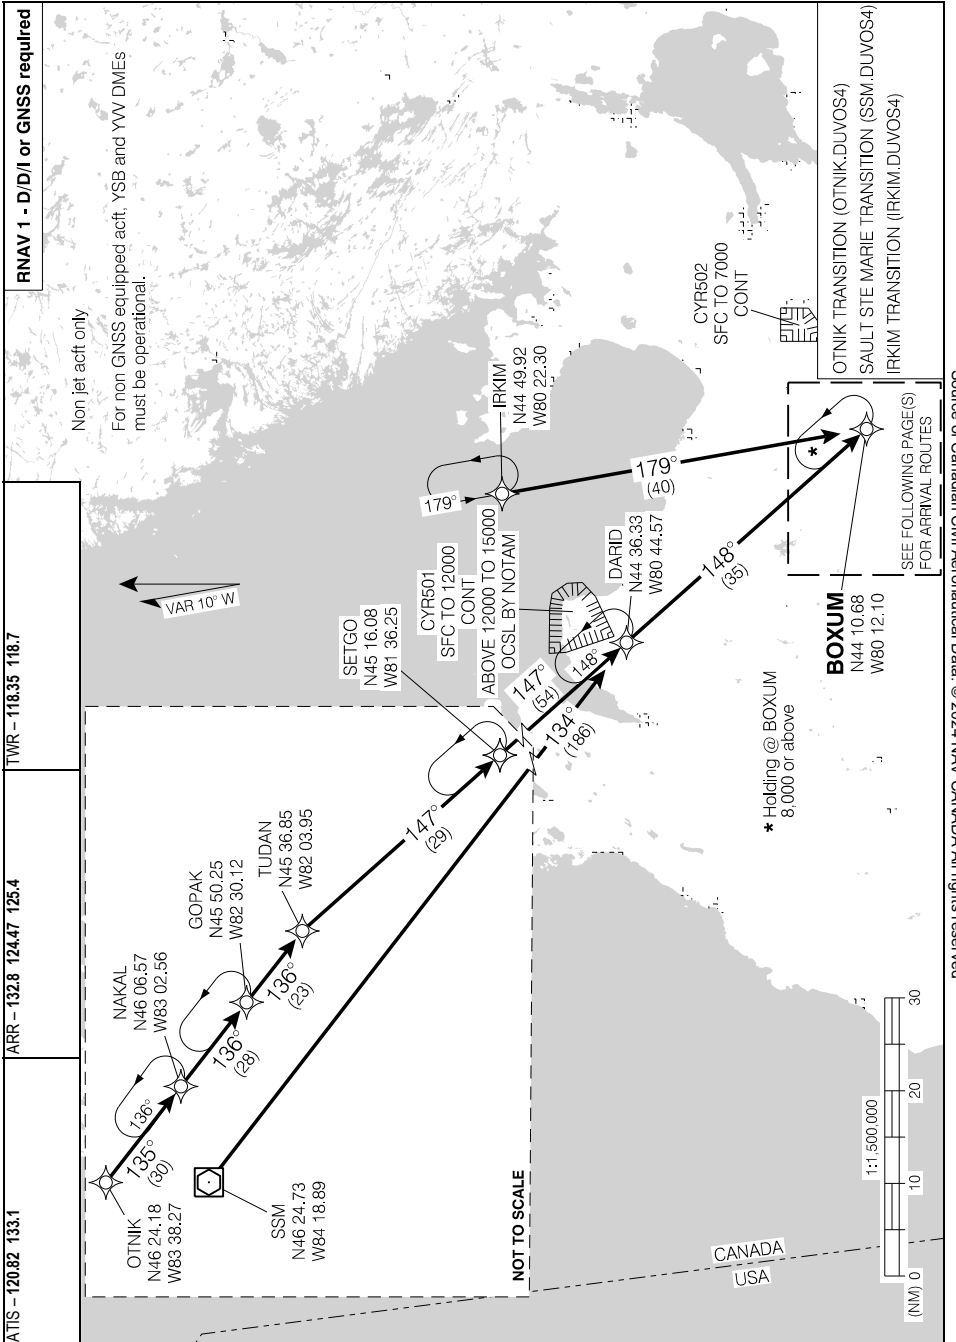 ATIS – 120.82 133.1
ARR – 132.8 124.47 125.4
TWR – 118.35 118.7
RNAV 1 - D/D/I or GNSS required
Non jet acft only
For non GNSS equipped acft, YSB and YVV DMEs
must be operational.
VAR 10° W
OTNIK
N46 24.18
W83 38.27
135°
(30)
136°
NAKAL
N46 06.57
W83 02.56
136°
(28)
GOPAK
N45 50.25
W82 30.12
136°
(23)
TUDAN
N45 36.85
W82 03.95
147°
(29)
SETGO
N45 16.08
W81 36.25
147°
(54)
134°
(186)
SSM
N46 24.73
W84 18.89
NOT TO SCALE
CYR501
SFC TO 12000
CONT
ABOVE 12000 TO 15000
OCSL BY NOTAM
148°
DARID
N44 36.33
W80 44.57
148°
(35)
179°
IRKIM
N44 49.92
W80 22.30
179°
(40)
CYR502
SFC TO 7000
CONT
*
SEE FOLLOWING PAGE(S)
FOR ARRIVAL ROUTES
BOXUM
N44 10.68
W80 12.10
* Holding @ BOXUM
8,000 or above
OTNIK TRANSITION (OTNIK.DUVOS4)
SAULT STE MARIE TRANSITION (SSM.DUVOS4)
IRKIM TRANSITION (IRKIM.DUVOS4)
CANADA
USA
1:1,500,000
(NM) 0 10 20 30
Source of Canadian Civil Aeronautical Data: © 2024 NAV CANADA All rights reserved